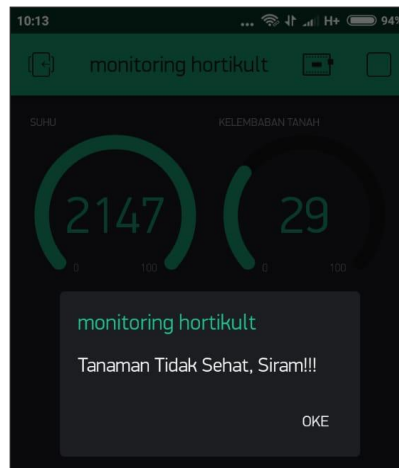 10:13 ... H+ 94%
monitoring hortikult
SUHU KELEMBABAN TANAH
2147 29
0 100 0 100
monitoring hortikult
Tanaman Tidak Sehat, Siram!!!
OKE